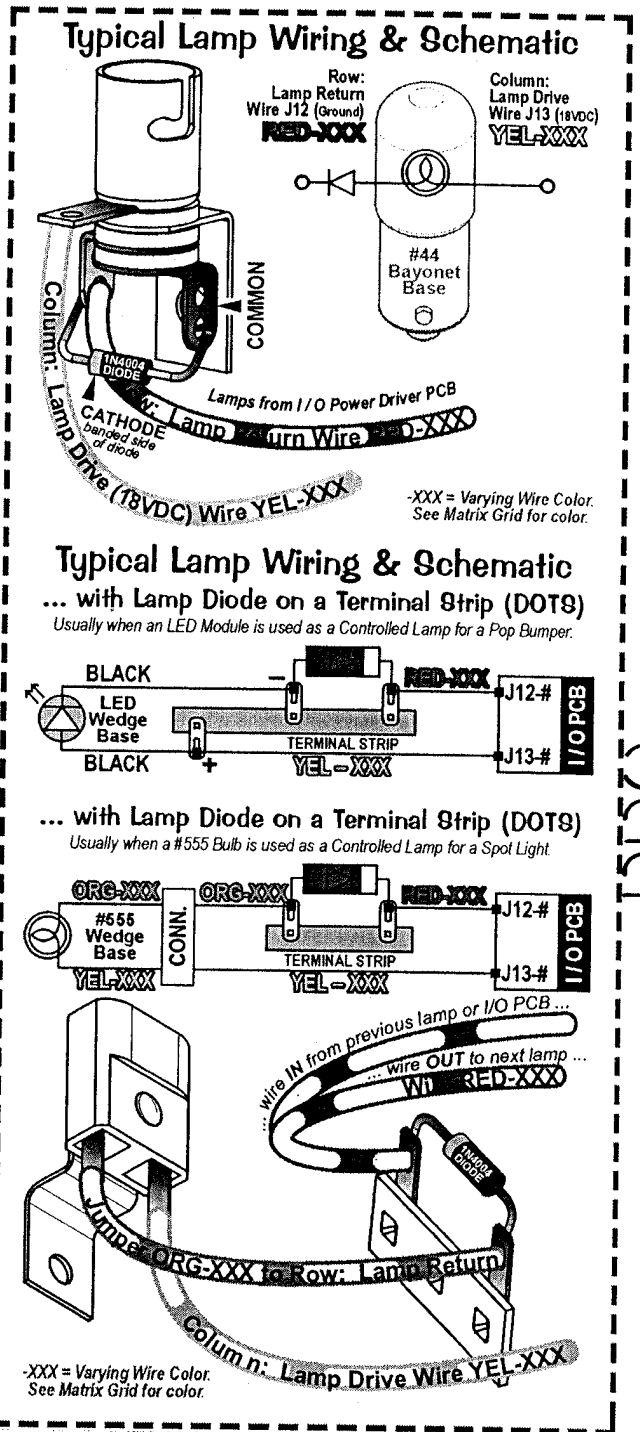 Typical Lamp Wiring & Schematic
Row:
Lamp Return
Wire J12 (Ground)
RED-XXX
Column:
Lamp Drive
Wire J13 (18VDC)
YEL-XXX
#44
Bayonet
Base
COMMON
1N4004
DIODE
CATHODE
banded side
of diode
Lamps from I / O Power Driver PCB
Lamp urn Wire D-XXX
Column: Lamp Drive (18VDC) Wire YEL-XXX
-XXX = Varying Wire Color.
See Matrix Grid for color.
Typical Lamp Wiring & Schematic
... with Lamp Diode on a Terminal Strip (DOTS)
Usually when an LED Module is used as a Controlled Lamp for a Pop Bumper.
BLACK
–
RED-XXX
J12-#
LED
Wedge
Base
TERMINAL STRIP
BLACK
+
YEL – XXX
J13-#
I / O PCB
... with Lamp Diode on a Terminal Strip (DOTS)
Usually when a #555 Bulb is used as a Controlled Lamp for a Spot Light.
ORG-XXX
ORG-XXX
RED-XXX
J12-#
#555
Wedge
Base
CONN.
TERMINAL STRIP
YEL-XXX
YEL – XXX
J13-#
I / O PCB
... wire IN from previous lamp or I/O PCB ...
... wire OUT to next lamp ...
RED-XXX
1N4004
DIODE
Jumper ORG-XXX to Row: Lamp Return
Column: Lamp Drive Wire YEL-XXX
-XXX = Varying Wire Color.
See Matrix Grid for color.